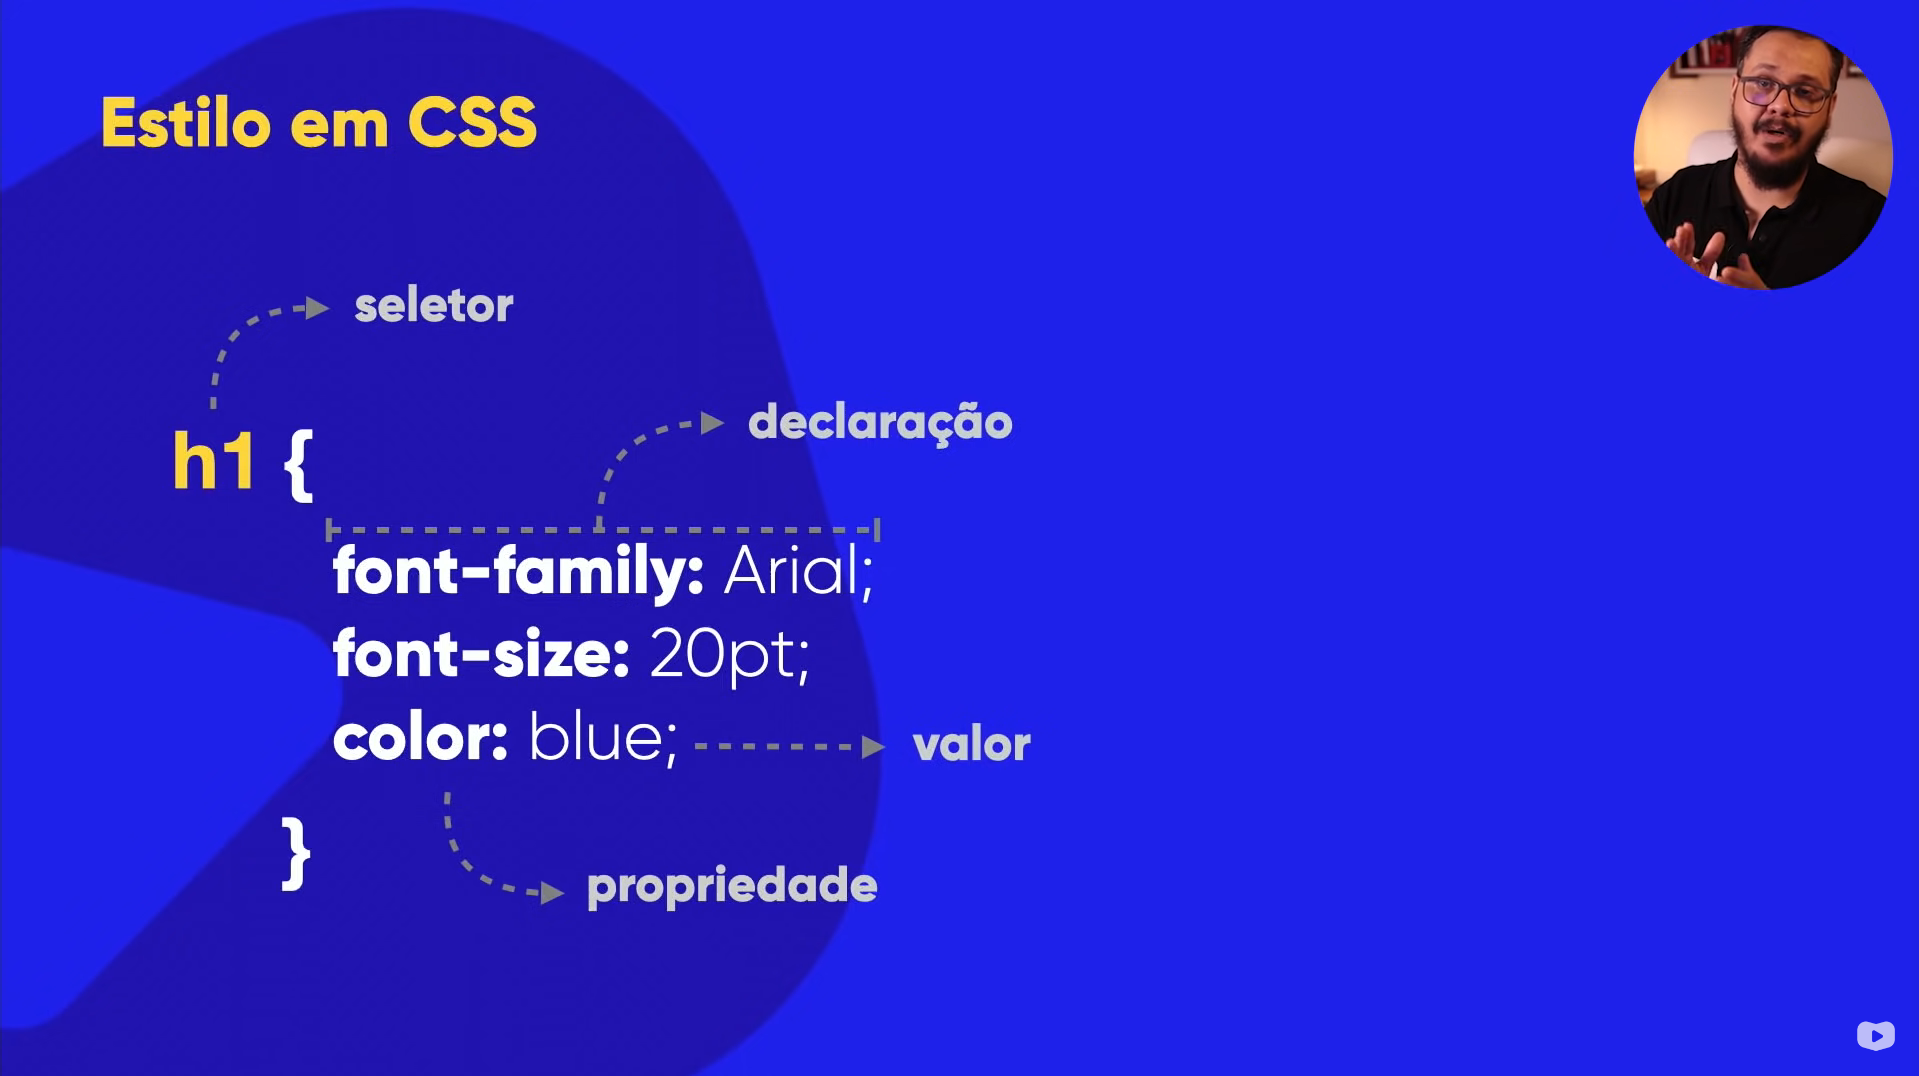 Estilo em CSS
seletor
declaração
h1 {
font-family: Arial;
font-size: 20pt;
color: blue;
valor
}
propriedade